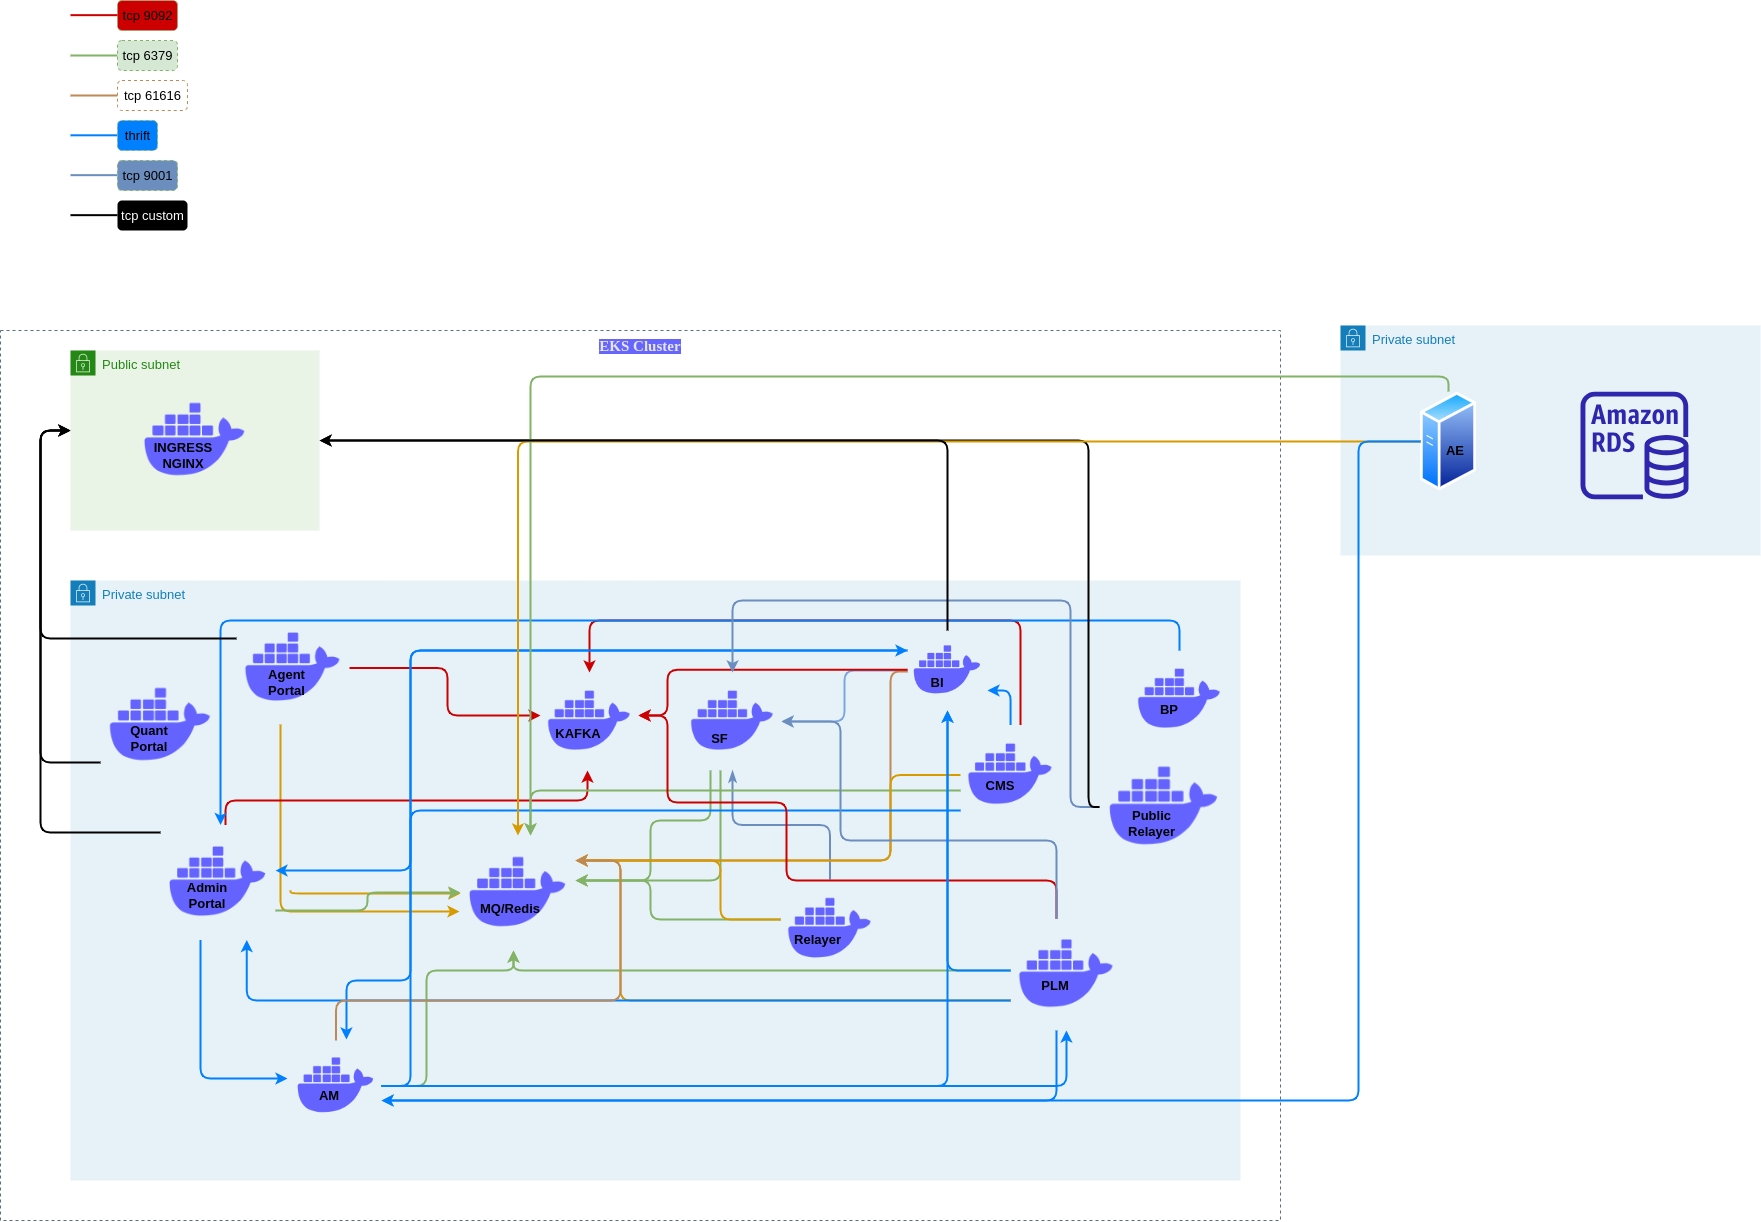 tcp 9092
tcp 6379
tcp 61616
thrift
tcp 9001
tcp custom
EKS Cluster
Public subnet
INGRESS
NGINX
Private subnet
AE
Amazon
RDS
Private subnet
Agent
Portal
Quant
Portal
KAFKA
SF
BI
BP
CMS
Public
Relayer
Admin
Portal
MQ/Redis
Relayer
PLM
AM